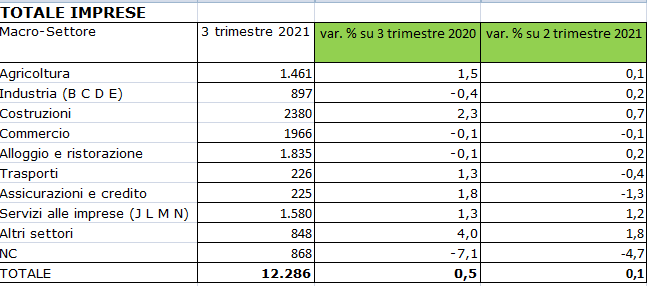 TOTALE IMPRESE
Macro-Settore 3 trimestre 2021 var. % su 3 trimestre 2020 var. % su 2 trimestre 2021
Agricoltura 1.461 1,5 0,1
Industria (B C D E) 897 -0,4 0,2
Costruzioni 2380 2,3 0,7
Commercio 1966 -0,1 -0,1
Alloggio e ristorazione 1.835 -0,1 0,2
Trasporti 226 1,3 -0,4
Assicurazioni e credito 225 1,8 -1,3
Servizi alle imprese (J L M N) 1.580 1,3 1,2
Altri settori 848 4,0 1,8
NC 868 -7,1 -4,7
TOTALE 12.286 0,5 0,1